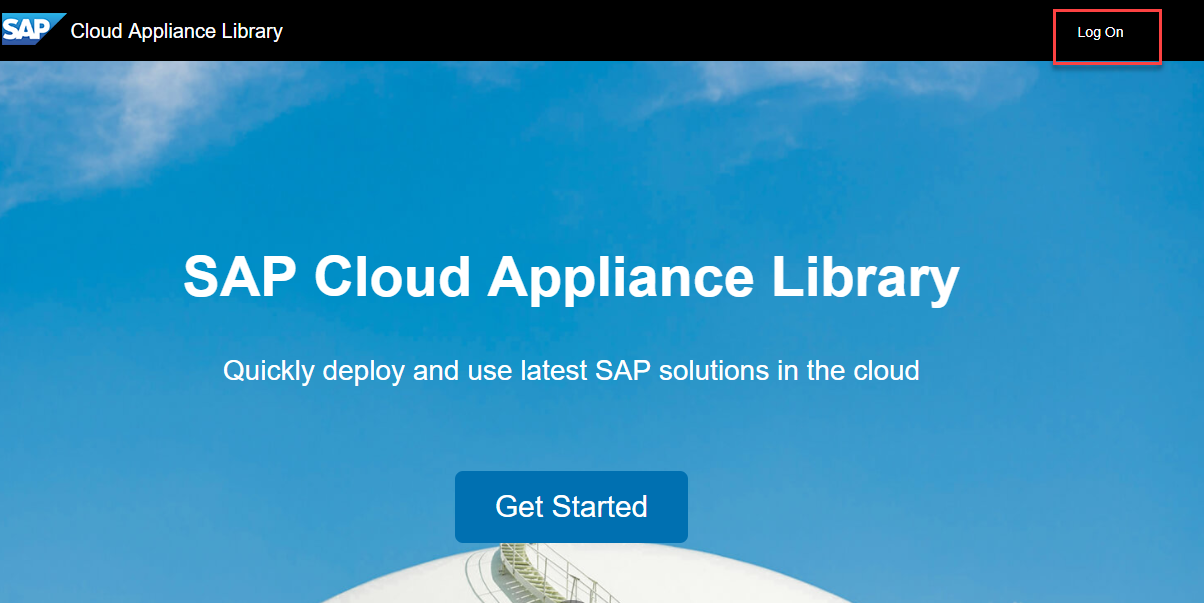 SAP Cloud Appliance Library
Log On
SAP Cloud Appliance Library
Quickly deploy and use latest SAP solutions in the cloud
Get Started